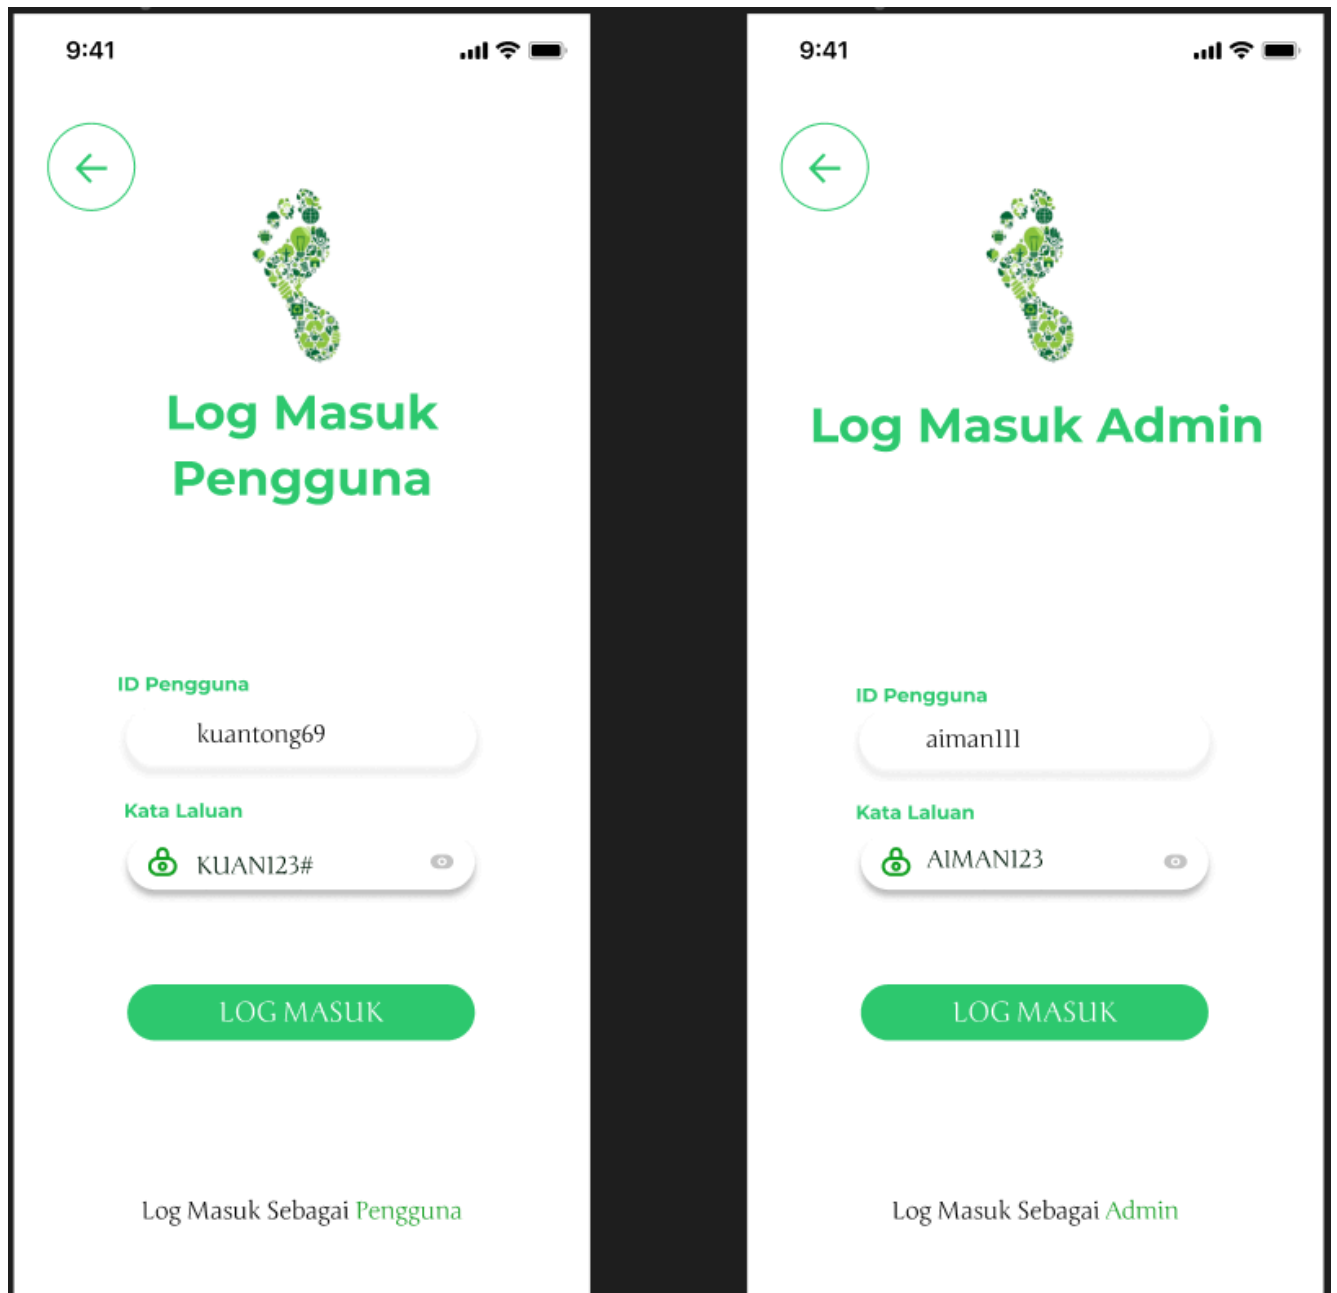 9:41
Log Masuk
Pengguna
ID Pengguna
kuantong69
Kata Laluan
KUAN123#
LOG MASUK
Log Masuk Sebagai Pengguna
9:41
Log Masuk Admin
ID Pengguna
aiman111
Kata Laluan
AIMAN123
LOG MASUK
Log Masuk Sebagai Admin